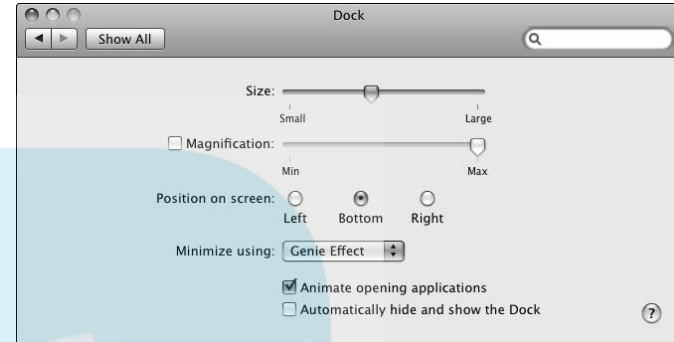 Dock
Show All
Size:
Small Large
Magnification:
Min Max
Position on screen:
Left Bottom Right
Minimize using: Genie Effect
Animate opening applications
Automatically hide and show the Dock
?